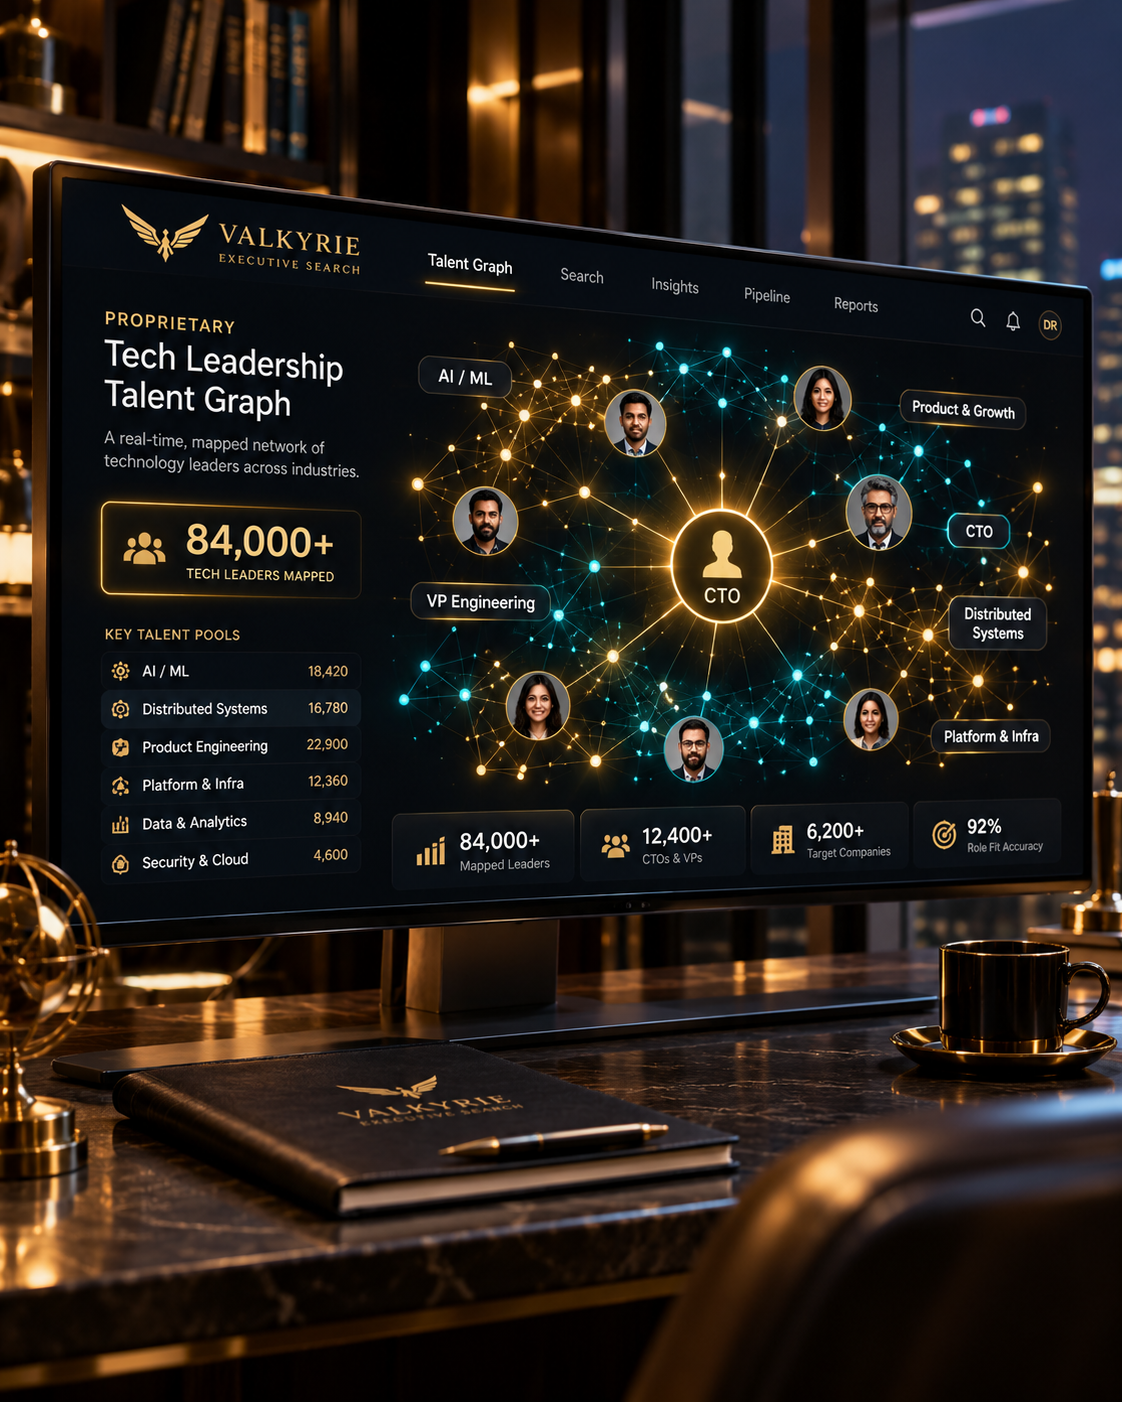 VALKYRIE
EXECUTIVE SEARCH
Talent Graph
Search
Insights
Pipeline
Reports
DR
PROPRIETARY
Tech Leadership
Talent Graph
A real-time, mapped network of
technology leaders across industries.
84,000+
TECH LEADERS MAPPED
KEY TALENT POOLS
AI / ML 18,420
Distributed Systems 16,780
Product Engineering 22,900
Platform & Infra 12,360
Data & Analytics 8,940
Security & Cloud 4,600
AI / ML
Product & Growth
CTO
VP Engineering
CTO
Distributed
Systems
Platform & Infra
84,000+
Mapped Leaders
12,400+
CTOs & VPs
6,200+
Target Companies
92%
Role Fit Accuracy
VALKYRIE
EXECUTIVE SEARCH